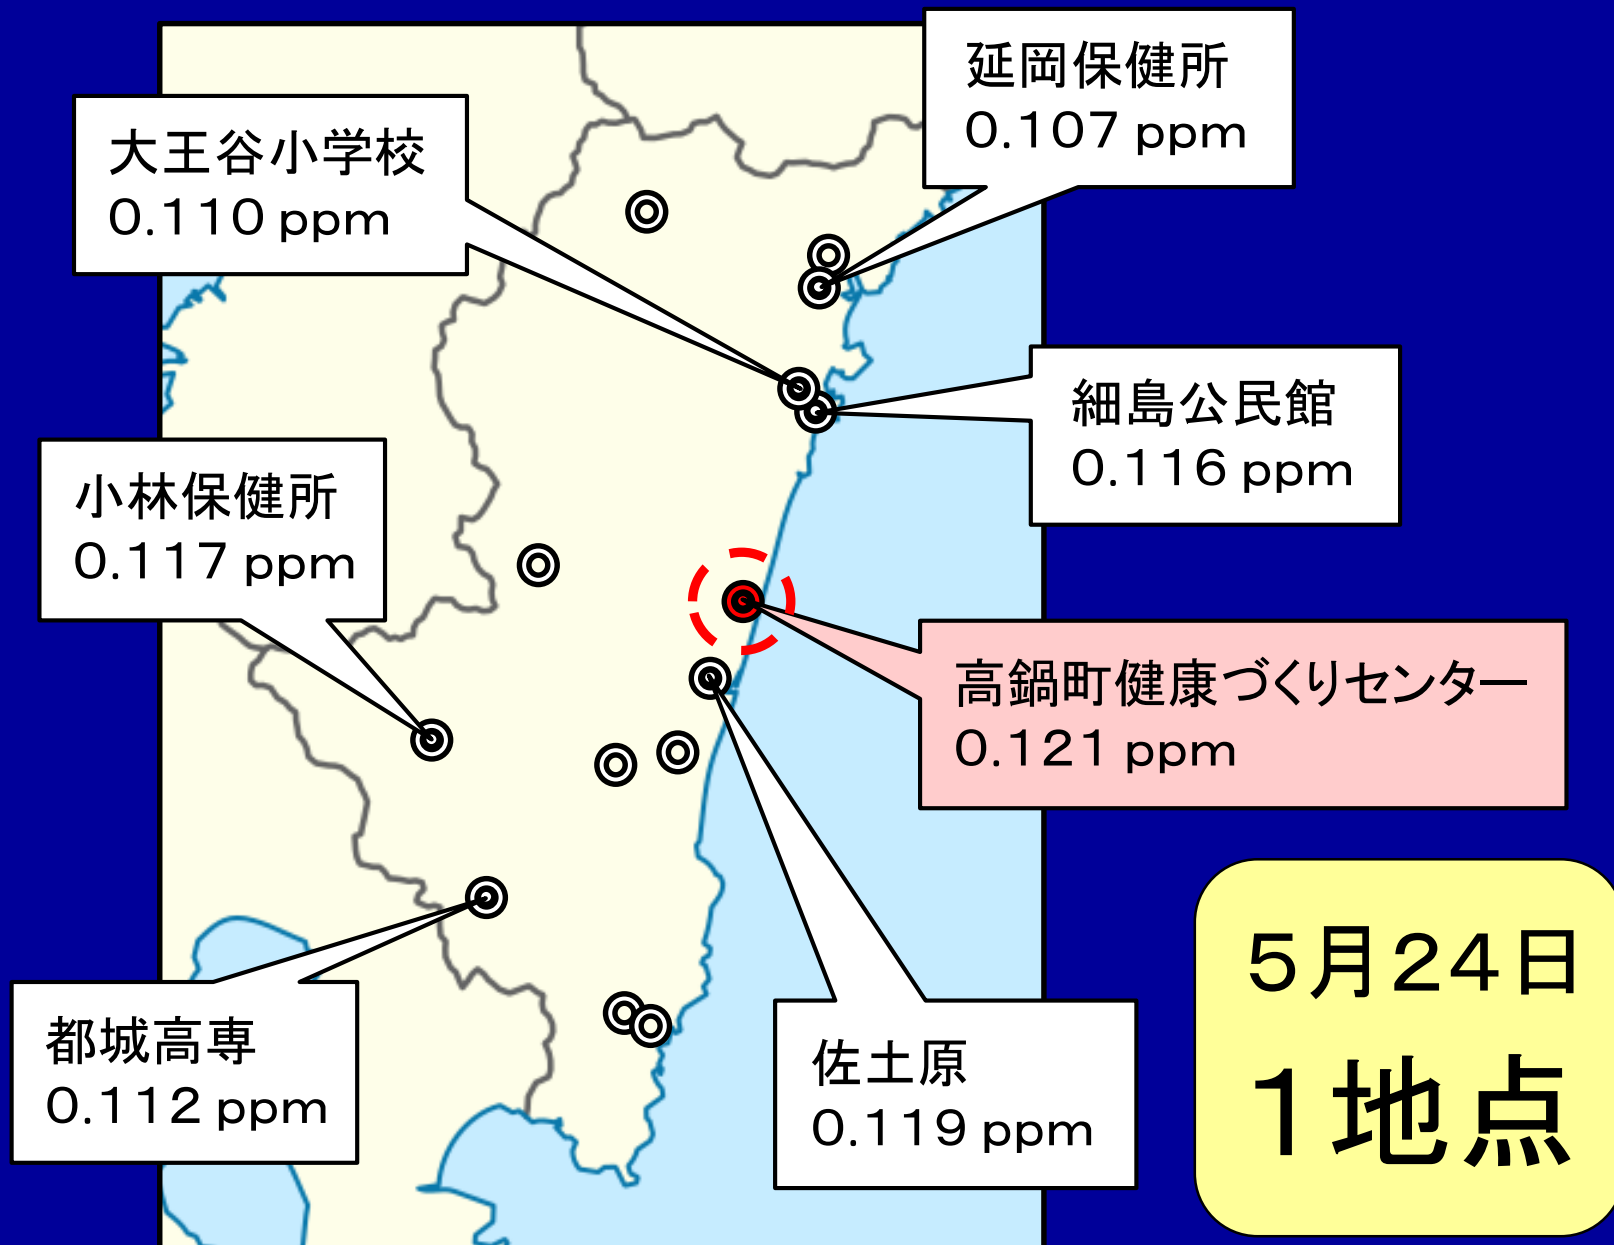 延岡保健所
0.107 ppm
大王谷小学校
0.110 ppm
細島公民館
0.116 ppm
小林保健所
0.117 ppm
高鍋町健康づくりセンター
0.121 ppm
都城高専
0.112 ppm
佐土原
0.119 ppm
5月24日
1地点